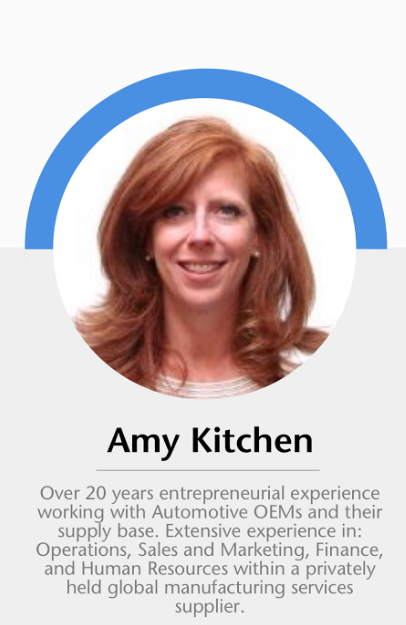 Amy Kitchen
Over 20 years entrepreneurial experience
working with Automotive OEMs and their
supply base. Extensive experience in:
Operations, Sales and Marketing, Finance,
and Human Resources within a privately
held global manufacturing services
supplier.